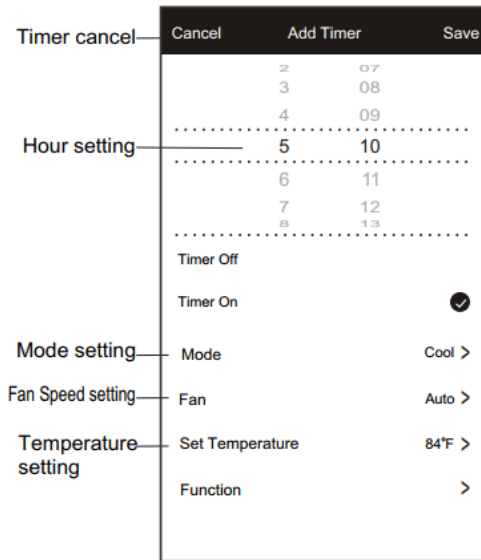 Timer cancel
Cancel Add Timer Save
2 07
3 08
4 09
Hour setting
5 10
6 11
7 12
8 13
Timer Off
Timer On
Mode setting
Mode Cool >
Fan Speed setting
Fan Auto >
Temperature setting
Set Temperature 84°F >
Function >